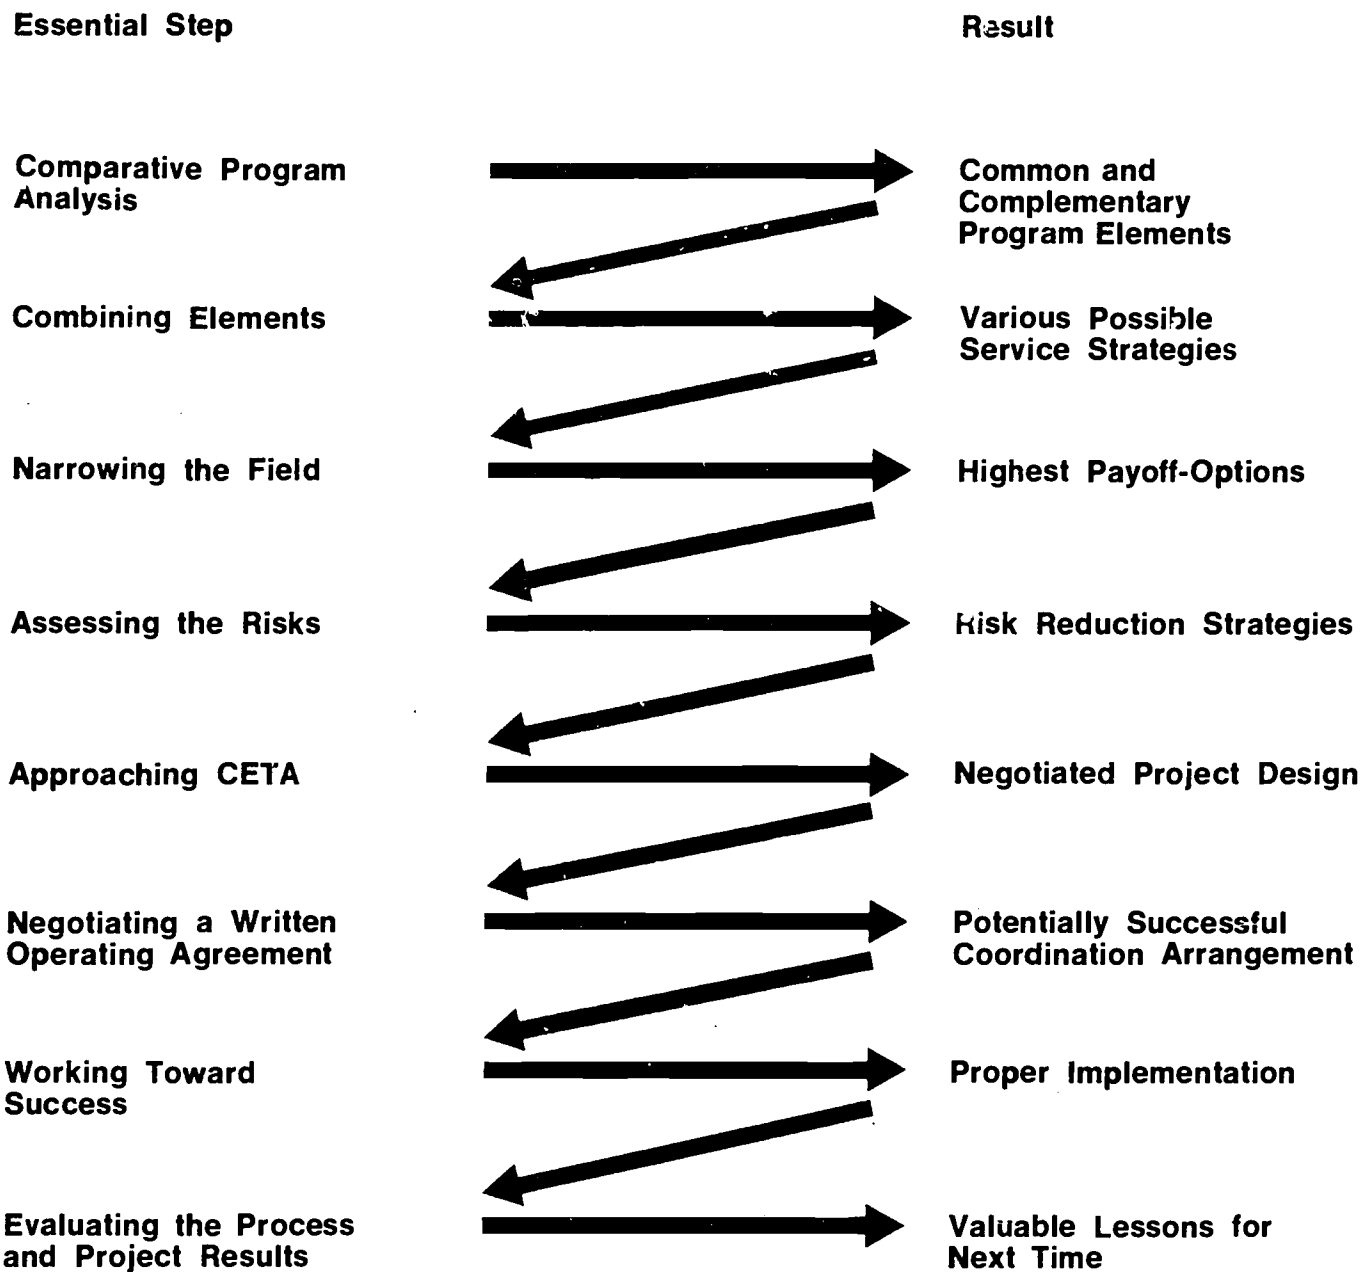 Essential Step
Result
Comparative Program
Analysis
Common and
Complementary
Program Elements
Combining Elements
Various Possible
Service Strategies
Narrowing the Field
Highest Payoff-Options
Assessing the Risks
Risk Reduction Strategies
Approaching CETA
Negotiated Project Design
Negotiating a Written
Operating Agreement
Potentially Successful
Coordination Arrangement
Working Toward
Success
Proper Implementation
Evaluating the Process
and Project Results
Valuable Lessons for
Next Time